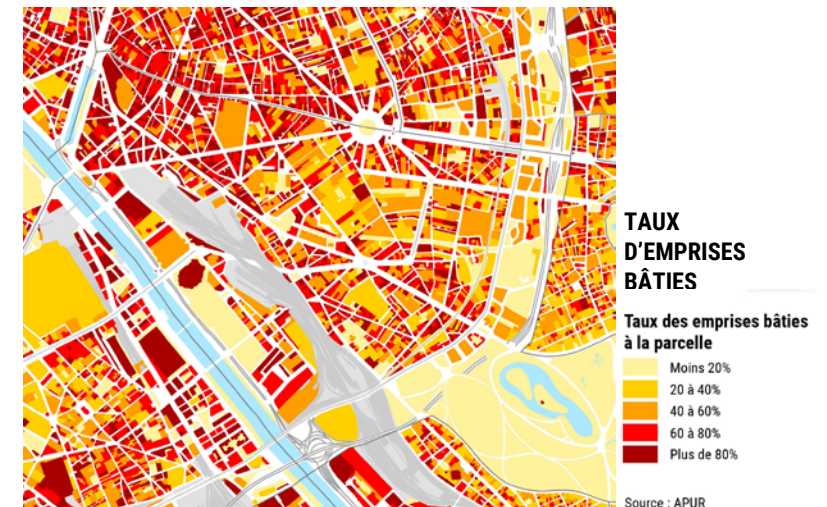 TAUX
D'EMPRISES
BÂTIES
Taux des emprises bâties
à la parcelle
Moins 20%
20 à 40%
40 à 60%
60 à 80%
Plus de 80%
Source : APUR